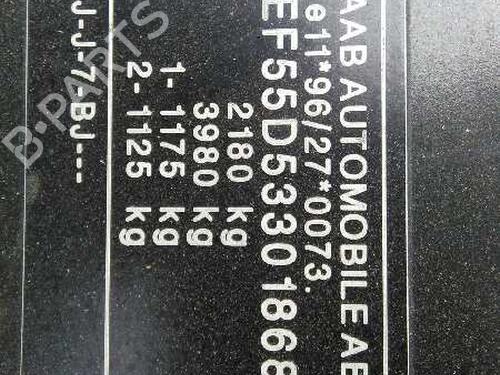 AAB AUTOMOBILE AB
e11*96/27*0073.
EF55D53301868
2180 kg
3980 kg
1- 1175 kg
2- 1125 kg
J-J-7-BJ---
B-PARTS